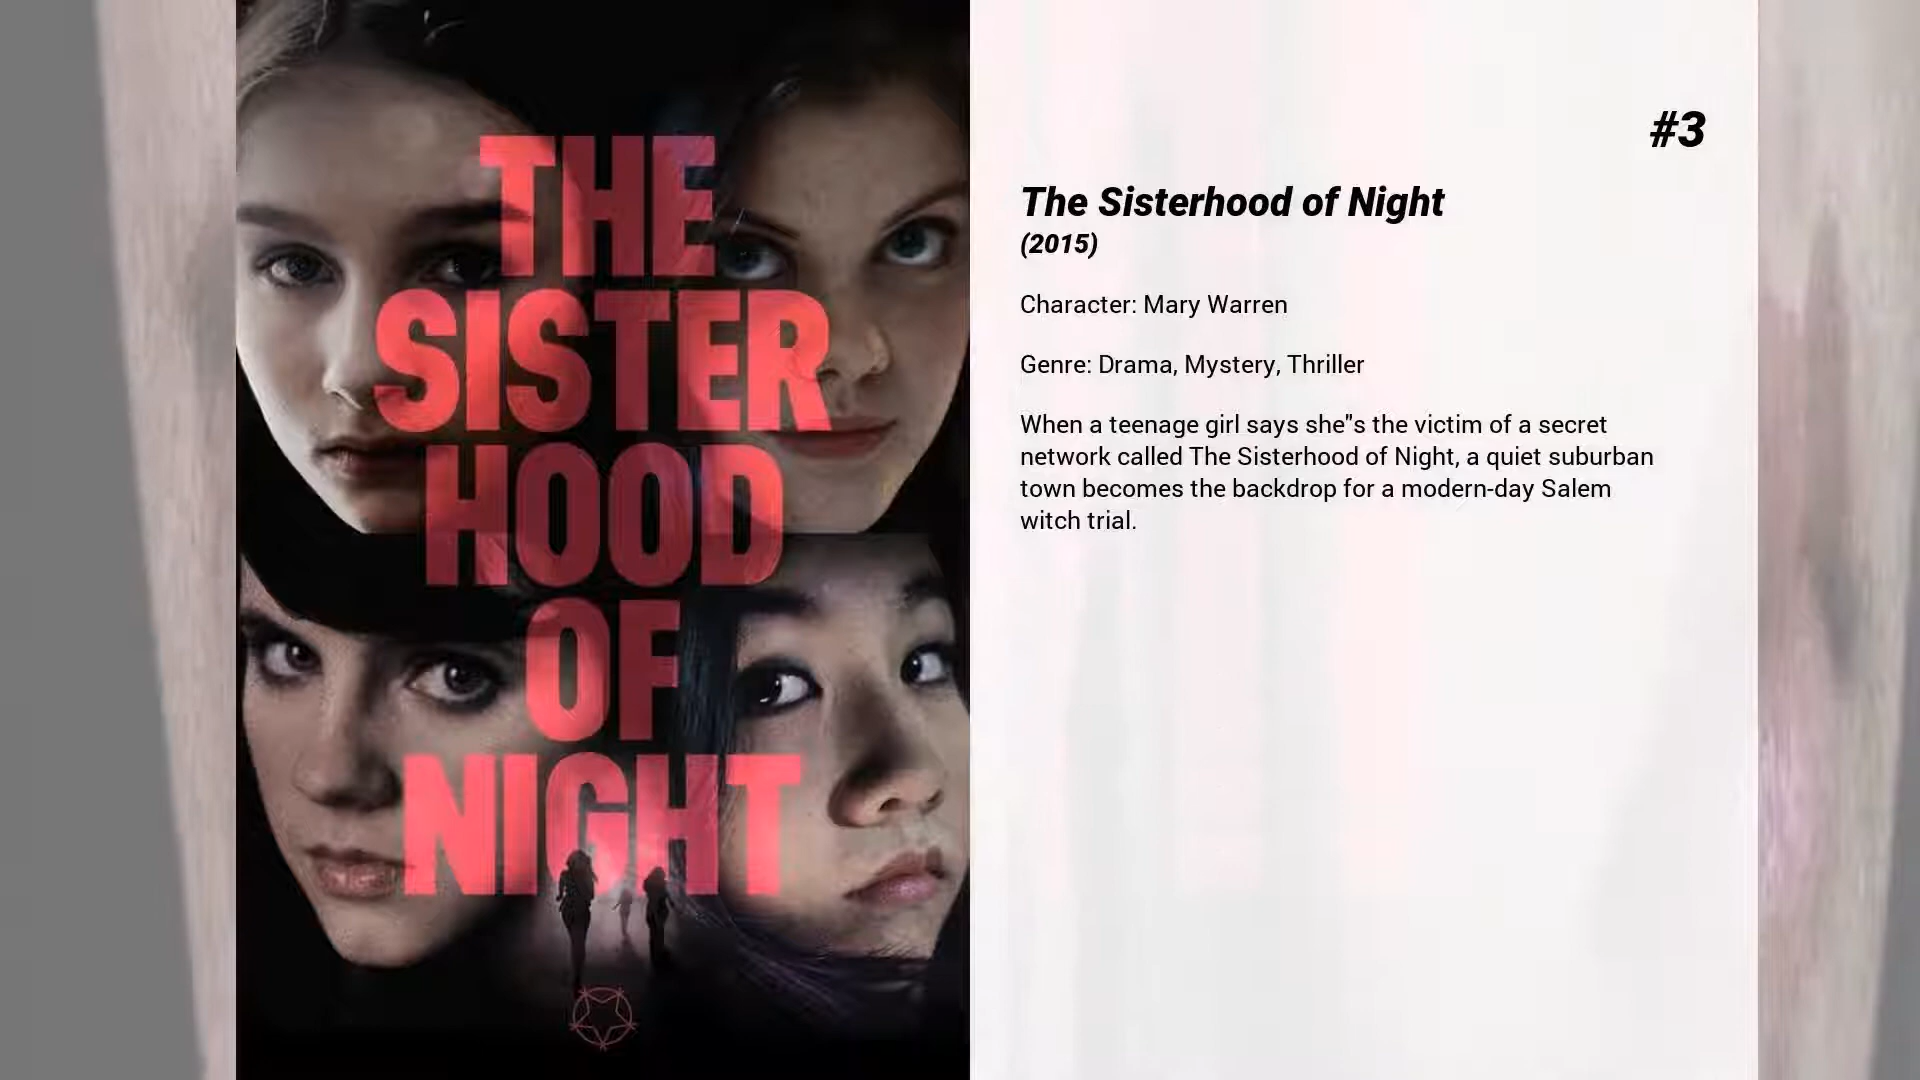 THE
SISTER
HOOD
OF
NIGHT
#3
The Sisterhood of Night
(2015)
Character: Mary Warren
Genre: Drama, Mystery, Thriller
When a teenage girl says she"s the victim of a secret
network called The Sisterhood of Night, a quiet suburban
town becomes the backdrop for a modern-day Salem
witch trial.